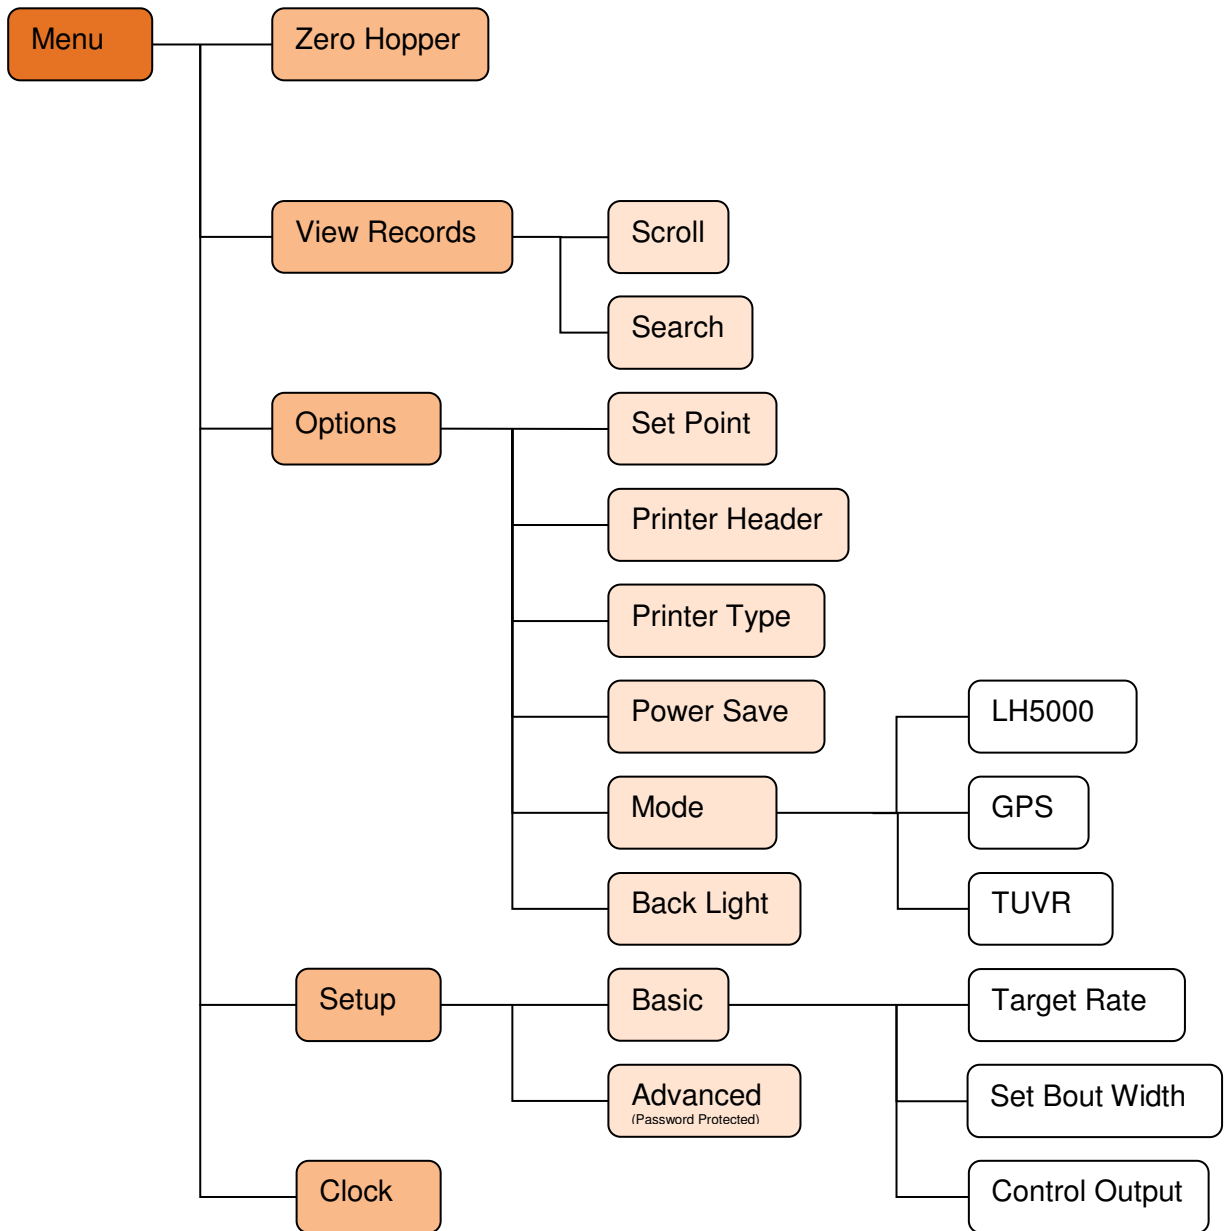 Menu
Zero Hopper
View Records
Scroll
Search
Options
Set Point
Printer Header
Printer Type
Power Save
LH5000
Mode
GPS
Back Light
TUVR
Setup
Basic
Target Rate
Advanced
(Password Protected)
Set Bout Width
Clock
Control Output